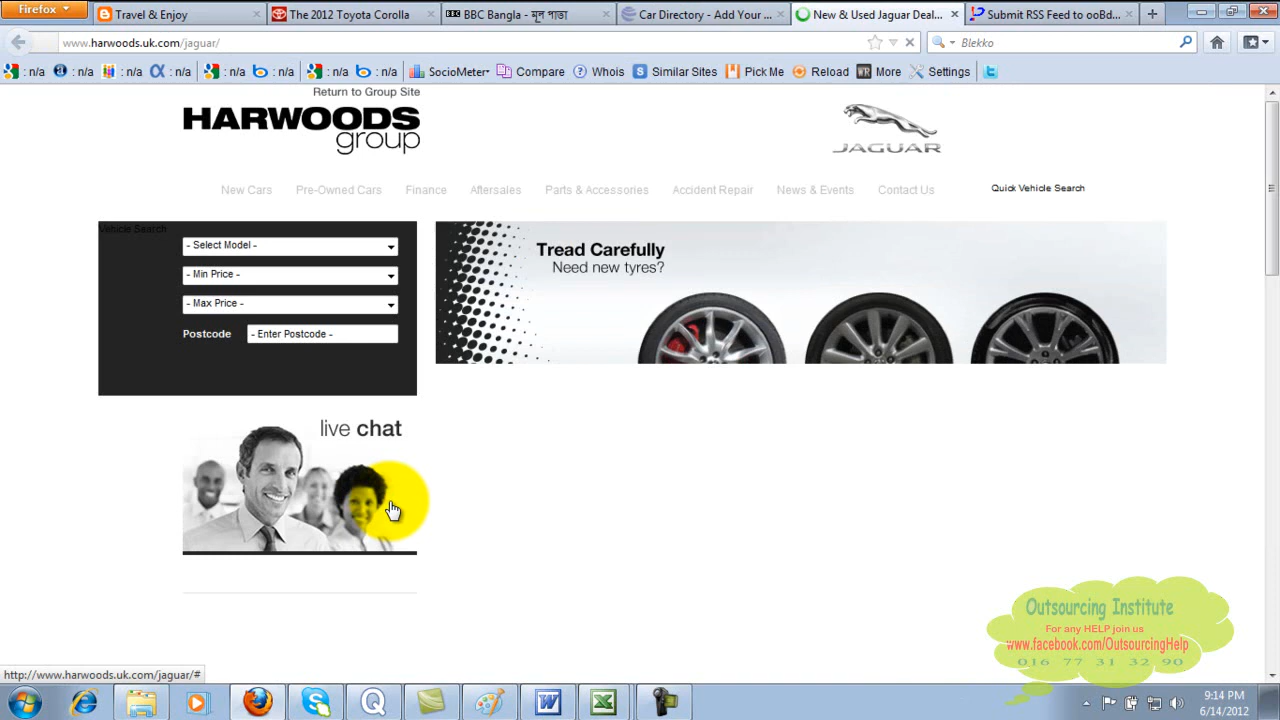 Firefox
Travel & Enjoy
The 2012 Toyota Corolla
BBC Bangla - মূল পাতা
Car Directory - Add Your ...
New & Used Jaguar Deal...
Submit RSS Feed to ooBd...
www.harwoods.uk.com/jaguar/
Blekko
: n/a : n/a : n/a : n/a : n/a : n/a : n/a : n/a SocioMeter Compare Whois Similar Sites Pick Me Reload More Settings
Return to Group Site
HARWOODS
group
JAGUAR
New Cars Pre-Owned Cars Finance Aftersales Parts & Accessories Accident Repair News & Events Contact Us Quick Vehicle Search
Vehicle Search
- Select Model -
- Min Price -
- Max Price -
Postcode - Enter Postcode -
Tread Carefully
Need new tyres?
live chat
Outsourcing Institute
For any HELP join us
www.facebook.com/OutsourcingHelp
016 77 31 32 90
http://www.harwoods.uk.com/jaguar/#
9:14 PM
6/14/2012